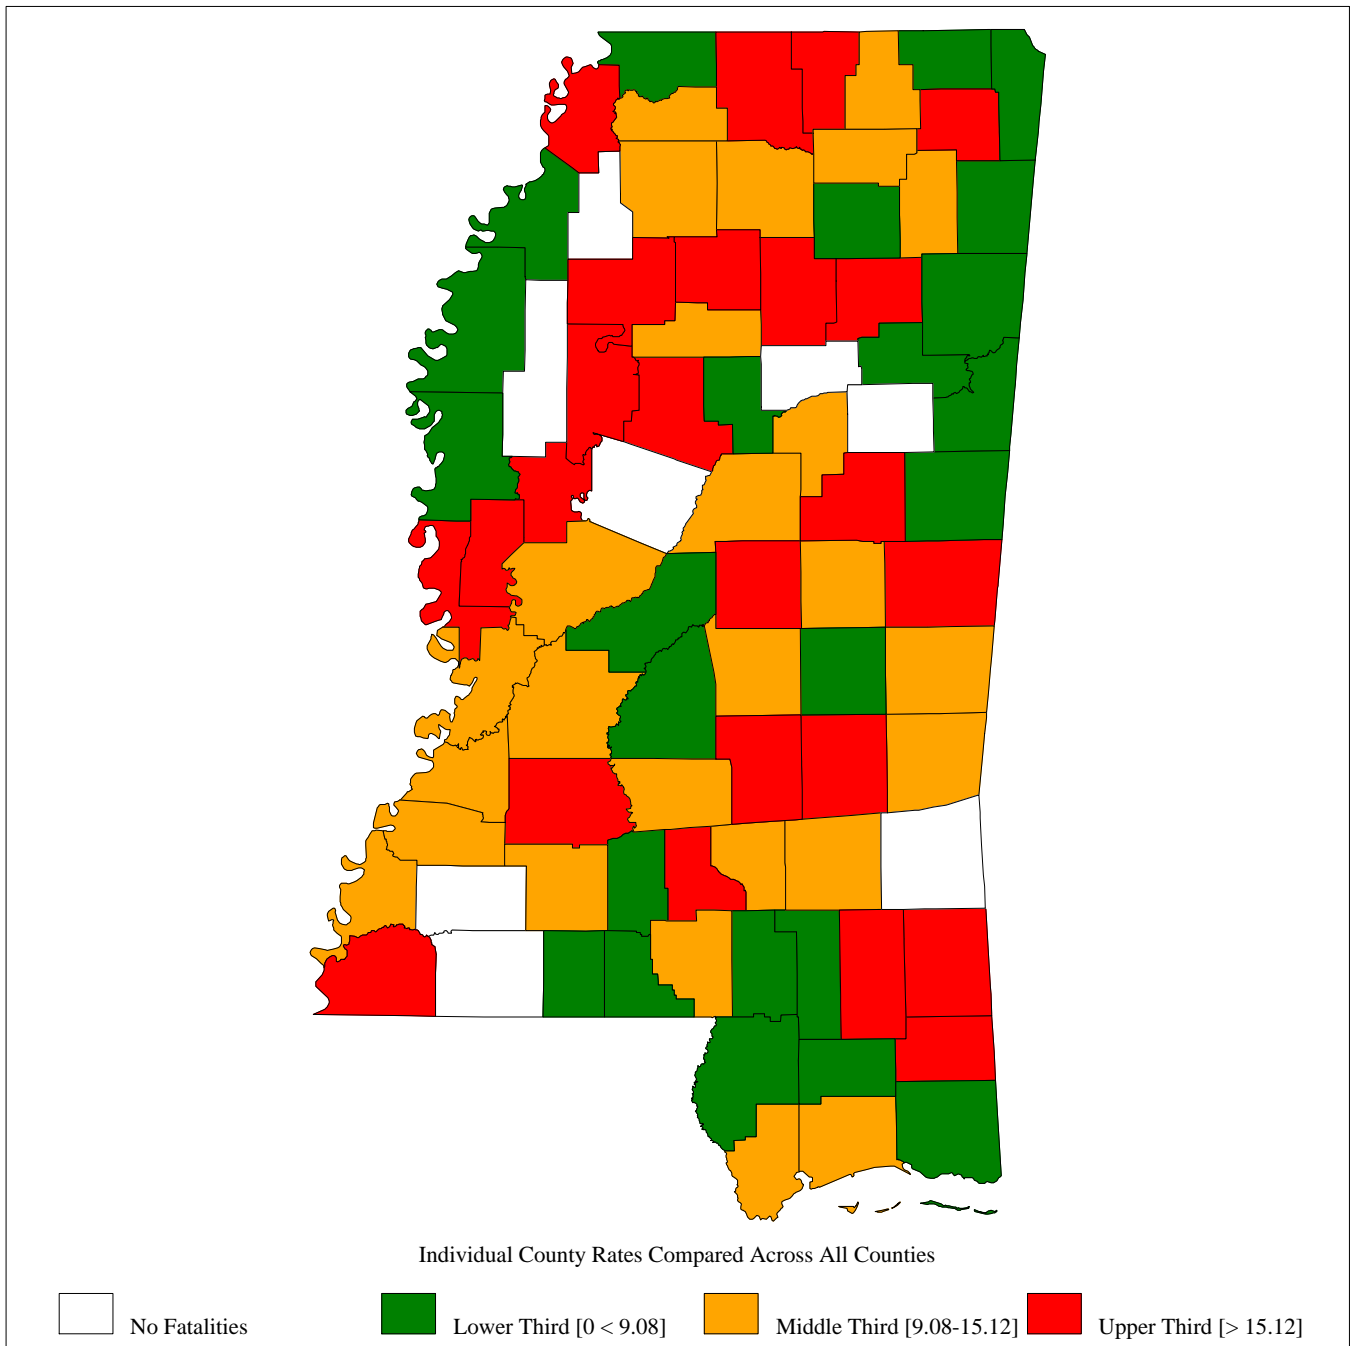 Individual County Rates Compared Across All Counties
No Fatalities
Lower Third [0 < 9.08]
Middle Third [9.08-15.12]
Upper Third [> 15.12]